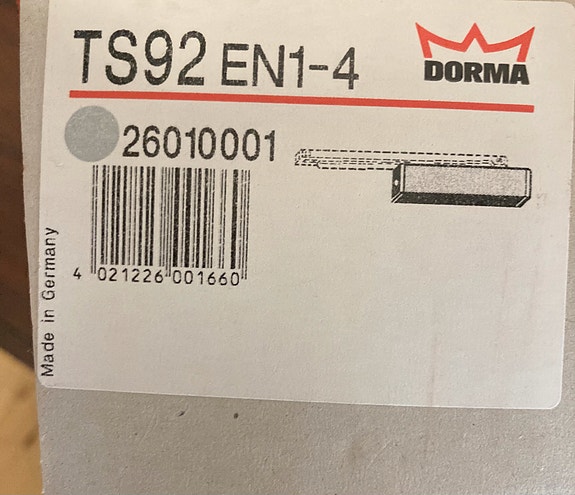 TS92 EN1-4
DORMA
26010001
4 021226 001660
Made in Germany